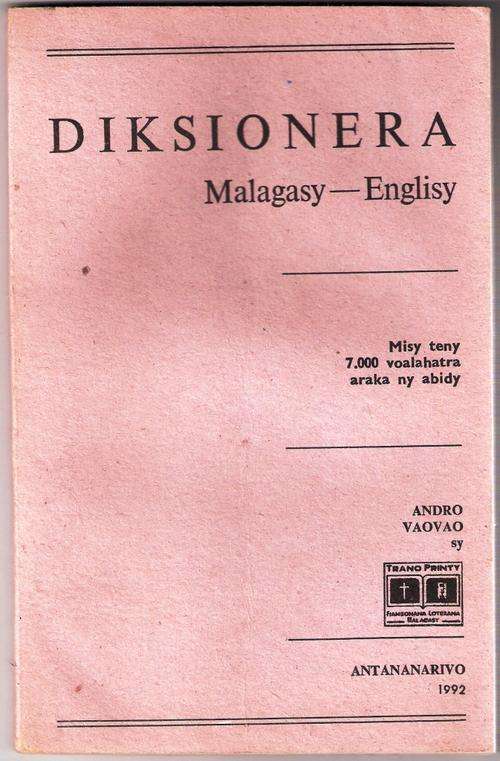 DIKSIONERA
Malagasy — Englisy
Misy teny
7.000 voalahatra
araka ny abidy
ANDRO
VAOVAO
sy
TRANO PRINTY
FIANGONANA LOTERANA
MALAGASY
ANTANANARIVO
1992